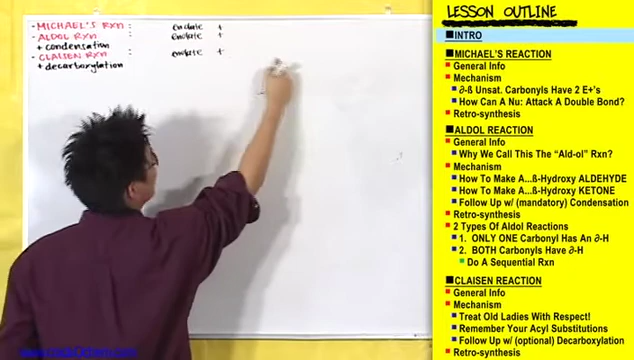 - MICHAEL'S RXN : enolate +
- ALDOL RXN : enolate +
+ condensation
- CLAISEN RXN : enolate +
+ decarboxylation
LESSON OUTLINE
INTRO
MICHAEL'S REACTION
General Info
Mechanism
∂-ß Unsat. Carbonyls Have 2 E+'s
How Can A Nu: Attack A Double Bond?
Retro-synthesis
ALDOL REACTION
General Info
Why We Call This The "Ald-ol" Rxn?
Mechanism
How To Make A...ß-Hydroxy ALDEHYDE
How To Make A...ß-Hydroxy KETONE
Follow Up w/ (mandatory) Condensation
Retro-synthesis
2 Types Of Aldol Reactions
1. ONLY ONE Carbonyl Has An ∂-H
2. BOTH Carbonyls Have ∂-H
Do A Sequential Rxn
CLAISEN REACTION
General Info
Mechanism
Treat Old Ladies With Respect!
Remember Your Acyl Substitutions
Follow Up w/ (optional) Decarboxylation
Retro-synthesis